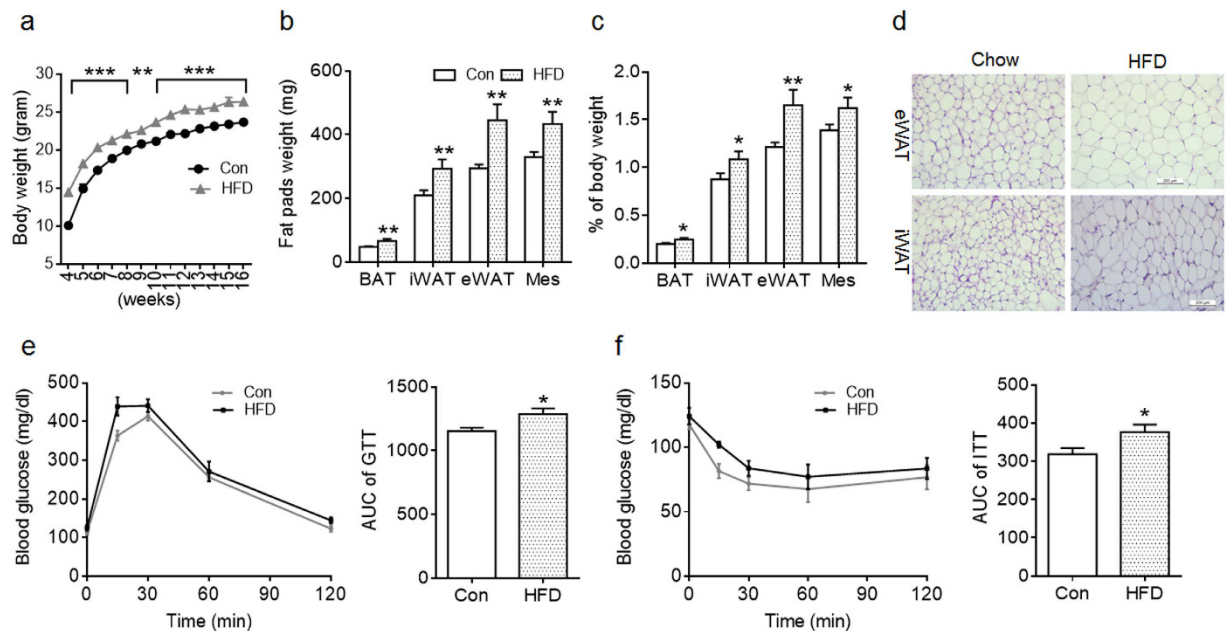 a
*** ** ***
Body weight (gram)
30
25
20
15
10
5
Con
HFD
4 5 6 7 8 9 10 11 12 13 14 15 16
(weeks)
b
Con HFD
Fat pads weight (mg)
600
400
200
0
** ** ** **
BAT iWAT eWAT Mes
c
% of body weight
2.0
1.5
1.0
0.5
0.0
* * ** *
BAT iWAT eWAT Mes
d
Chow HFD
eWAT
iWAT
200 µm
200 µm
e
Blood glucose (mg/dl)
500
400
300
200
100
0
Con
HFD
0 30 60 90 120
Time (min)
AUC of GTT
1500
1000
500
0
*
Con HFD
f
Blood glucose (mg/dl)
150
100
50
0
Con
HFD
0 30 60 90 120
Time (min)
AUC of ITT
500
400
300
200
100
0
*
Con HFD